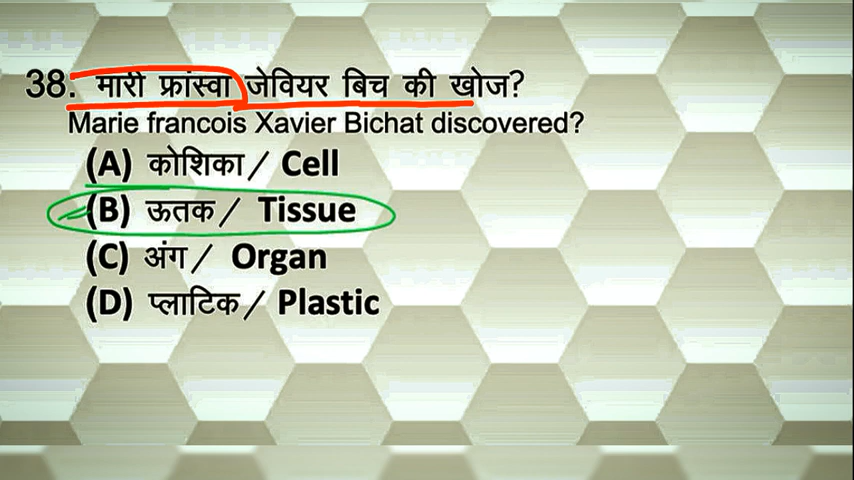 38. मारी फ्रांस्वा जेवियर बिच की खोज?
Marie francois Xavier Bichat discovered?
(A) कोशिका / Cell
(B) ऊतक / Tissue
(C) अंग / Organ
(D) प्लाटिक / Plastic